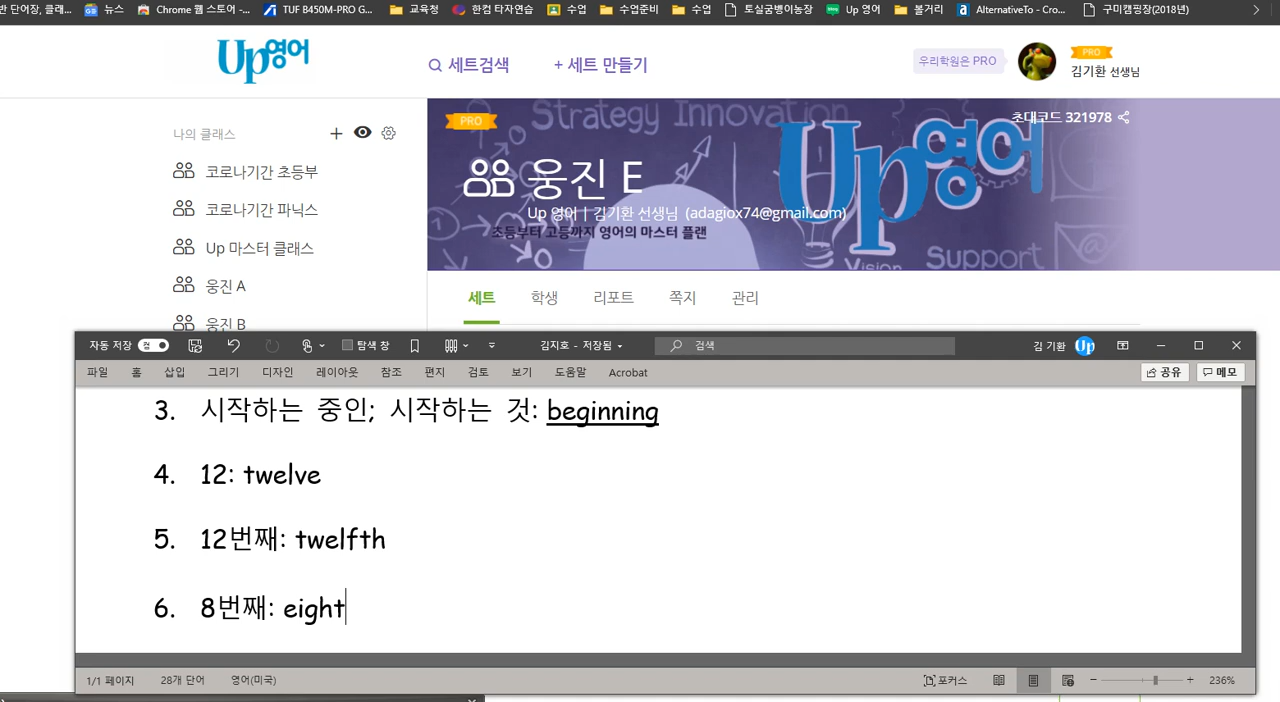 반 단어장, 클래... 뉴스 Chrome 웹 스토어 -... TUF B450M-PRO G... 교육청 한컴 타자연습 수업 수업준비 수업 토실굼벵이농장 Up 영어 볼거리 AlternativeTo - Cro... 구미캠핑장(2018년)
Up영어
세트검색 + 세트 만들기
우리학원은 PRO
PRO
김기환 선생님
나의 클래스
코로나기간 초등부
코로나기간 파닉스
Up 마스터 클래스
웅진 A
웅진 B
PRO
Strategy Innovation
초대코드 321978
웅진 E
Up영어
Up 영어 | 김기환 선생님 (adagiox74@gmail.com)
초등부터 고등까지 영어의 마스터 플랜
Vision
Support
세트 학생 리포트 쪽지 관리
자동 저장 탐색 창 김지호 - 저장됨 검색 김 기환 Up
파일 홈 삽입 그리기 디자인 레이아웃 참조 편지 검토 보기 도움말 Acrobat 공유 메모
3. 시작하는 중인; 시작하는 것: beginning
4. 12: twelve
5. 12번째: twelfth
6. 8번째: eight
1/1 페이지 28개 단어 영어(미국) 포커스 236%